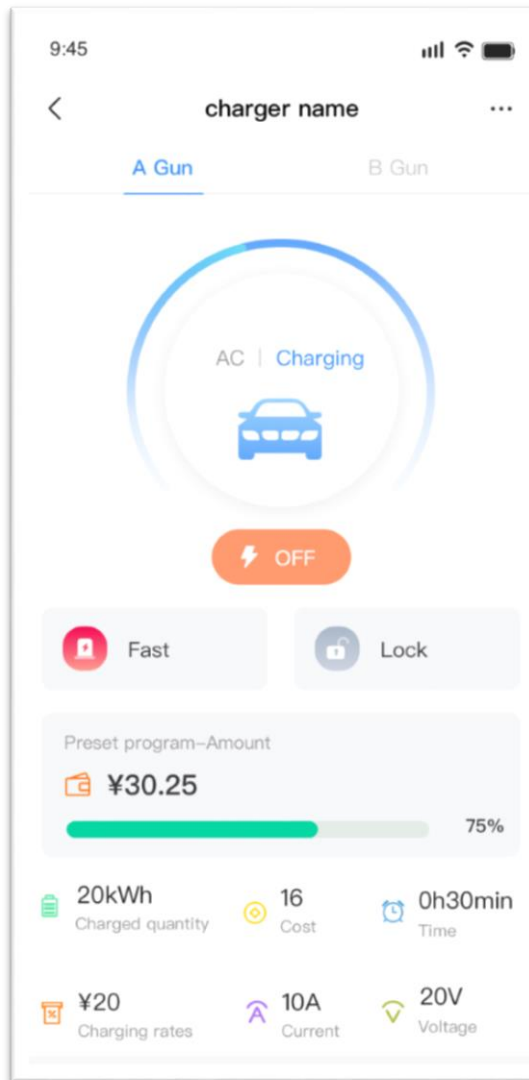 9:45
charger name
A Gun
B Gun
AC | Charging
OFF
Fast
Lock
Preset program–Amount
¥30.25
75%
20kWh
Charged quantity
16
Cost
0h30min
Time
¥20
Charging rates
10A
Current
20V
Voltage